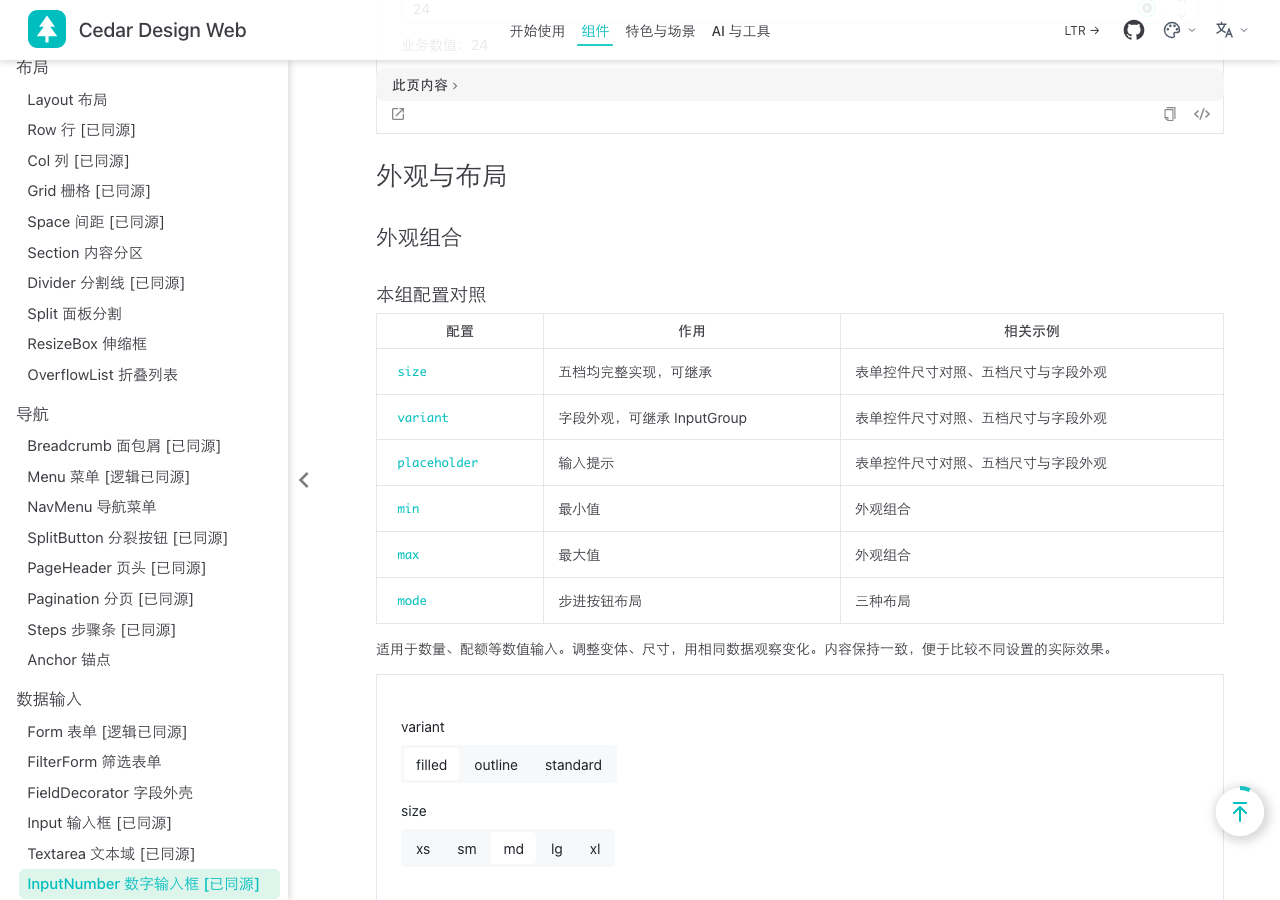 Cedar Design Web
开始使用
组件
特色与场景
AI 与工具
LTR →
24
业务数值：24
此页内容 ›
布局
Layout 布局
Row 行 [已同源]
Col 列 [已同源]
Grid 栅格 [已同源]
Space 间距 [已同源]
Section 内容分区
Divider 分割线 [已同源]
Split 面板分割
ResizeBox 伸缩框
OverflowList 折叠列表
导航
Breadcrumb 面包屑 [已同源]
Menu 菜单 [逻辑已同源]
NavMenu 导航菜单
SplitButton 分裂按钮 [已同源]
PageHeader 页头 [已同源]
Pagination 分页 [已同源]
Steps 步骤条 [已同源]
Anchor 锚点
数据输入
Form 表单 [逻辑已同源]
FilterForm 筛选表单
FieldDecorator 字段外壳
Input 输入框 [已同源]
Textarea 文本域 [已同源]
InputNumber 数字输入框 [已同源]
外观与布局
外观组合
本组配置对照
配置 作用 相关示例
size 五档均完整实现，可继承 表单控件尺寸对照、五档尺寸与字段外观
variant 字段外观，可继承 InputGroup 表单控件尺寸对照、五档尺寸与字段外观
placeholder 输入提示 表单控件尺寸对照、五档尺寸与字段外观
min 最小值 外观组合
max 最大值 外观组合
mode 步进按钮布局 三种布局
适用于数量、配额等数值输入。调整变体、尺寸，用相同数据观察变化。内容保持一致，便于比较不同设置的实际效果。
variant
filled outline standard
size
xs sm md lg xl